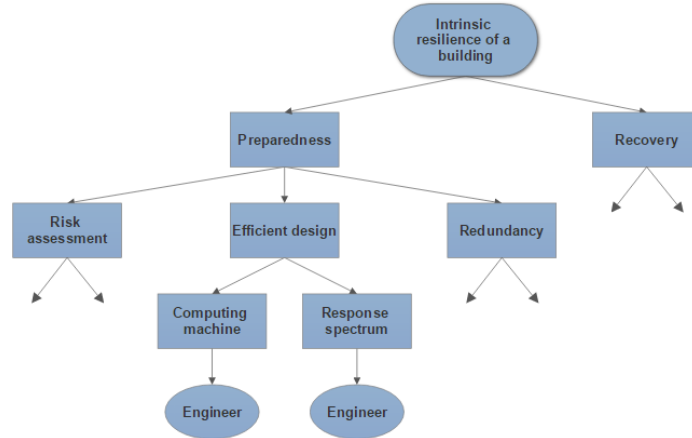 Intrinsic
resilience of a
building
Preparedness
Recovery
Risk
assessment
Efficient design
Redundancy
Computing
machine
Response
spectrum
Engineer
Engineer